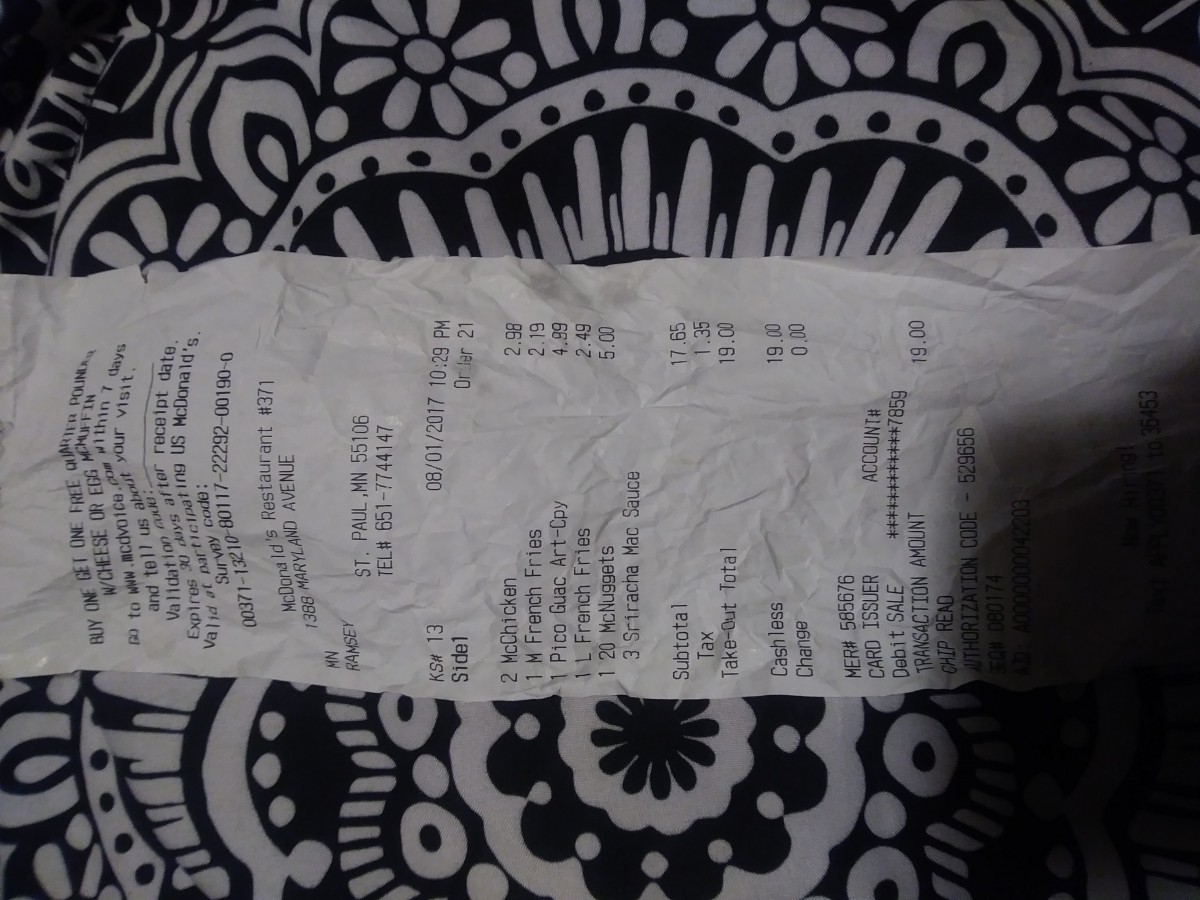 BUY ONE GET ONE FREE QUARTER POUNDER
W/CHEESE OR EGG MCMUFFIN
Go to www.mcdvoice.com within 7 days
and tell us about your visit.
Validation code:
Expires 30 days after receipt date.
Valid at participating US McDonald's.
Survey code:
00371-13210-80117-22292-00190-0
McDonald's Restaurant #371
1388 MARYLAND AVENUE
MN
RAMSEY
ST. PAUL ,MN 55106
TEL# 651-7744147
KS# 13 08/01/2017 10:29 PM
Side1 Order 21
2 McChicken 2.98
1 M French Fries 2.19
1 Pico Guac Art-Cpy 4.99
1 L French Fries 2.49
1 20 McNuggets 5.00
3 Sriracha Mac Sauce
Subtotal 17.65
Tax 1.35
Take-Out Total 19.00
Cashless 19.00
Change 0.00
MER# 585676
CARD ISSUER ACCOUNT#
Debit SALE ************7859
TRANSACTION AMOUNT 19.00
CHIP READ
AUTHORIZATION CODE - 529656
SEQ# 080174
AID: A0000000042203
Now Hiring!
Text to 36453